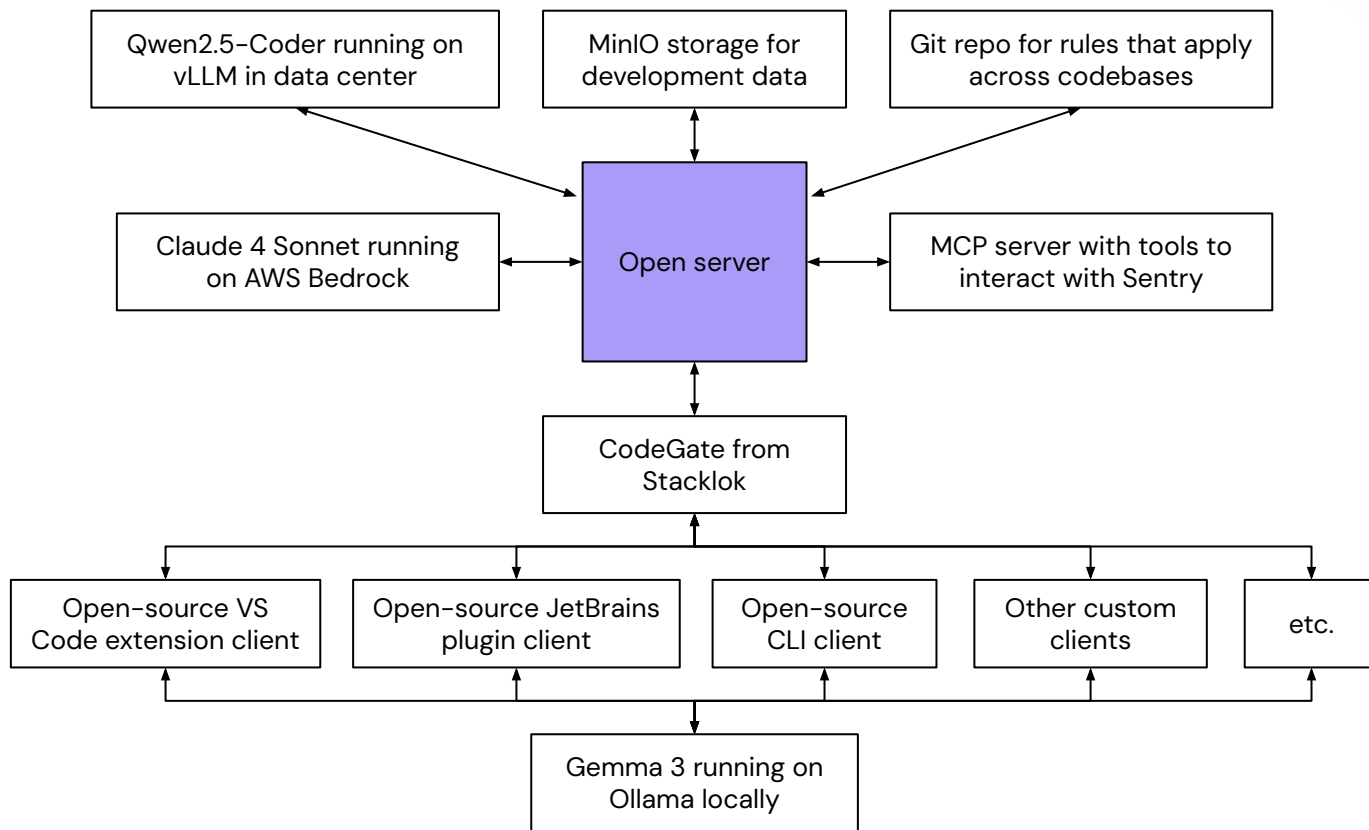 Qwen2.5-Coder running on
vLLM in data center
MinIO storage for
development data
Git repo for rules that apply
across codebases
Claude 4 Sonnet running
on AWS Bedrock
Open server
MCP server with tools to
interact with Sentry
CodeGate from
Stacklok
Open-source VS
Code extension client
Open-source JetBrains
plugin client
Open-source
CLI client
Other custom
clients
etc.
Gemma 3 running on
Ollama locally